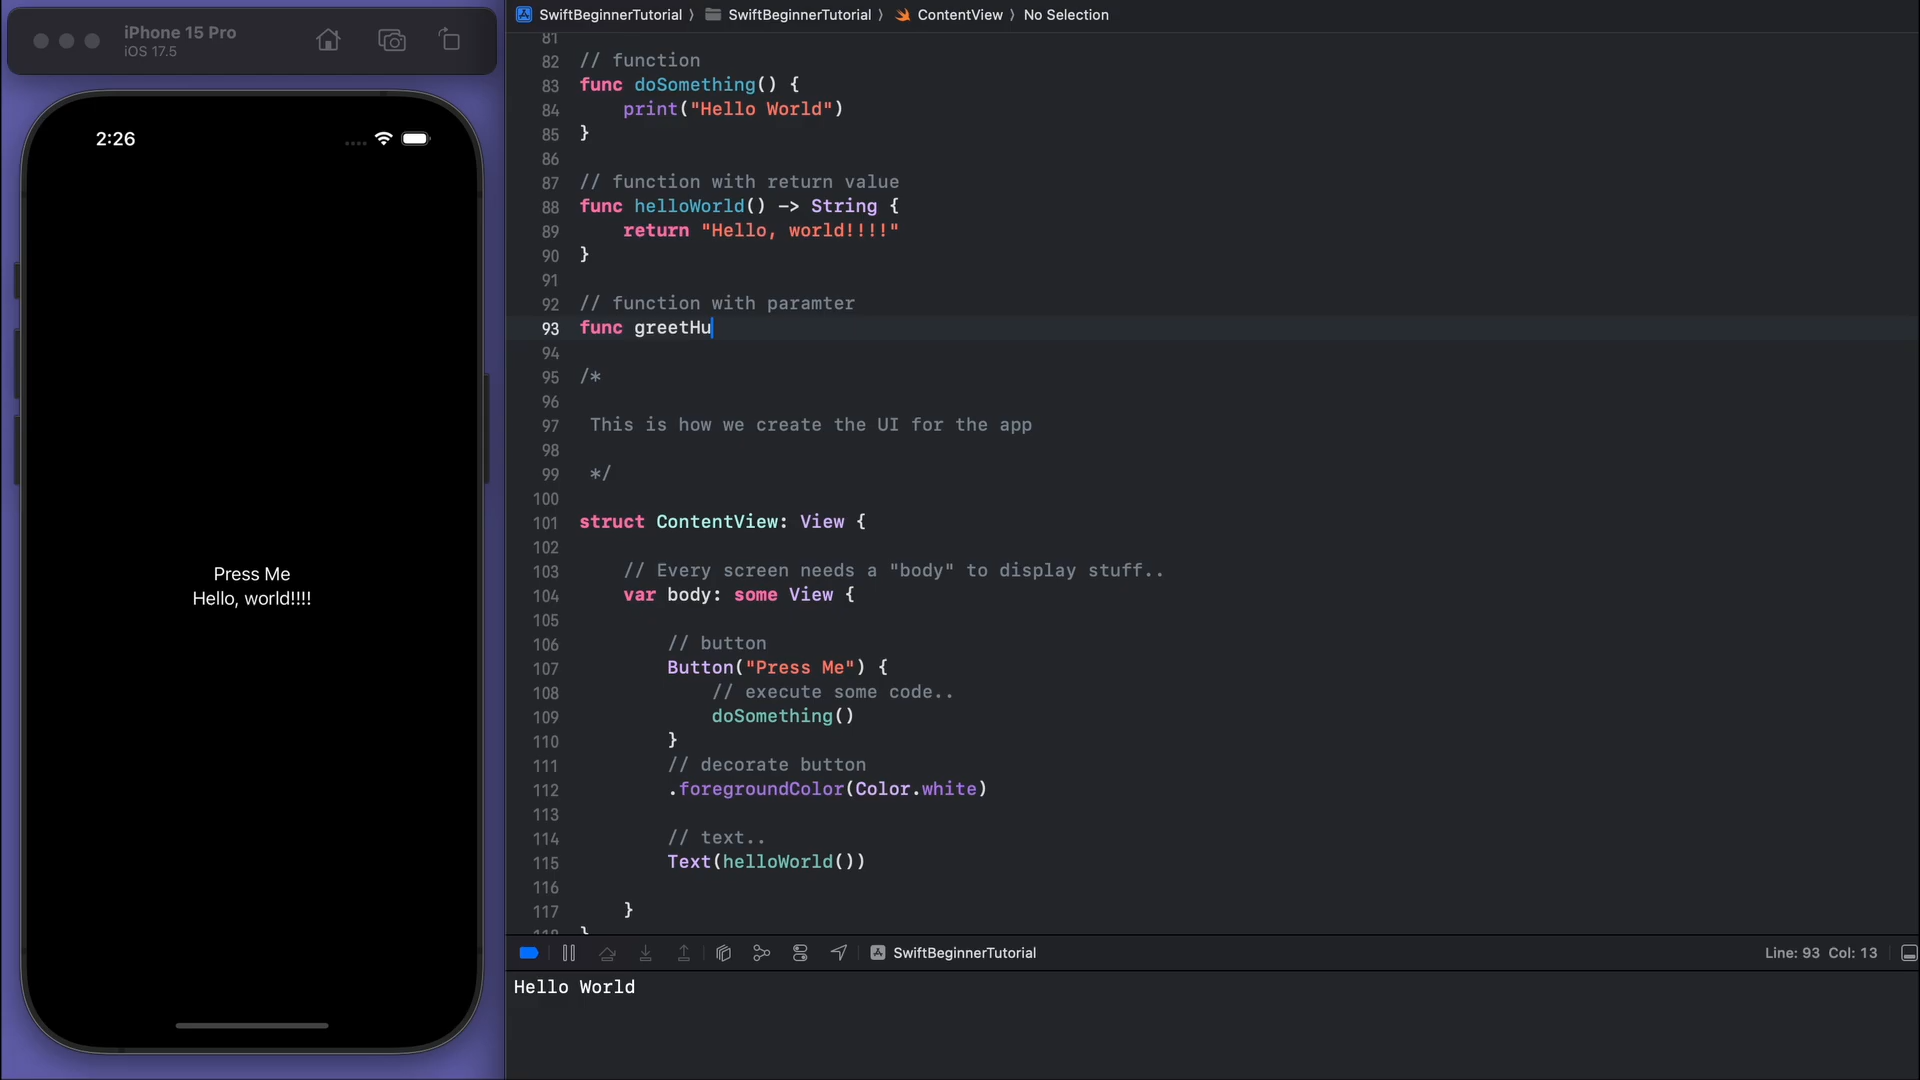 iPhone 15 Pro
iOS 17.5
2:26
Press Me
Hello, world!!!!
SwiftBeginnerTutorial 〉 SwiftBeginnerTutorial 〉 ContentView 〉 No Selection
81
82 // function
83 func doSomething() {
84 print("Hello World")
85 }
86
87 // function with return value
88 func helloWorld() -> String {
89 return "Hello, world!!!!"
90 }
91
92 // function with paramter
93 func greetHu
94
95 /*
96
97 This is how we create the UI for the app
98
99 */
100
101 struct ContentView: View {
102
103 // Every screen needs a "body" to display stuff..
104 var body: some View {
105
106 // button
107 Button("Press Me") {
108 // execute some code..
109 doSomething()
110 }
111 // decorate button
112 .foregroundColor(Color.white)
113
114 // text..
115 Text(helloWorld())
116
117 }
118 }
SwiftBeginnerTutorial
Line: 93 Col: 13
Hello World